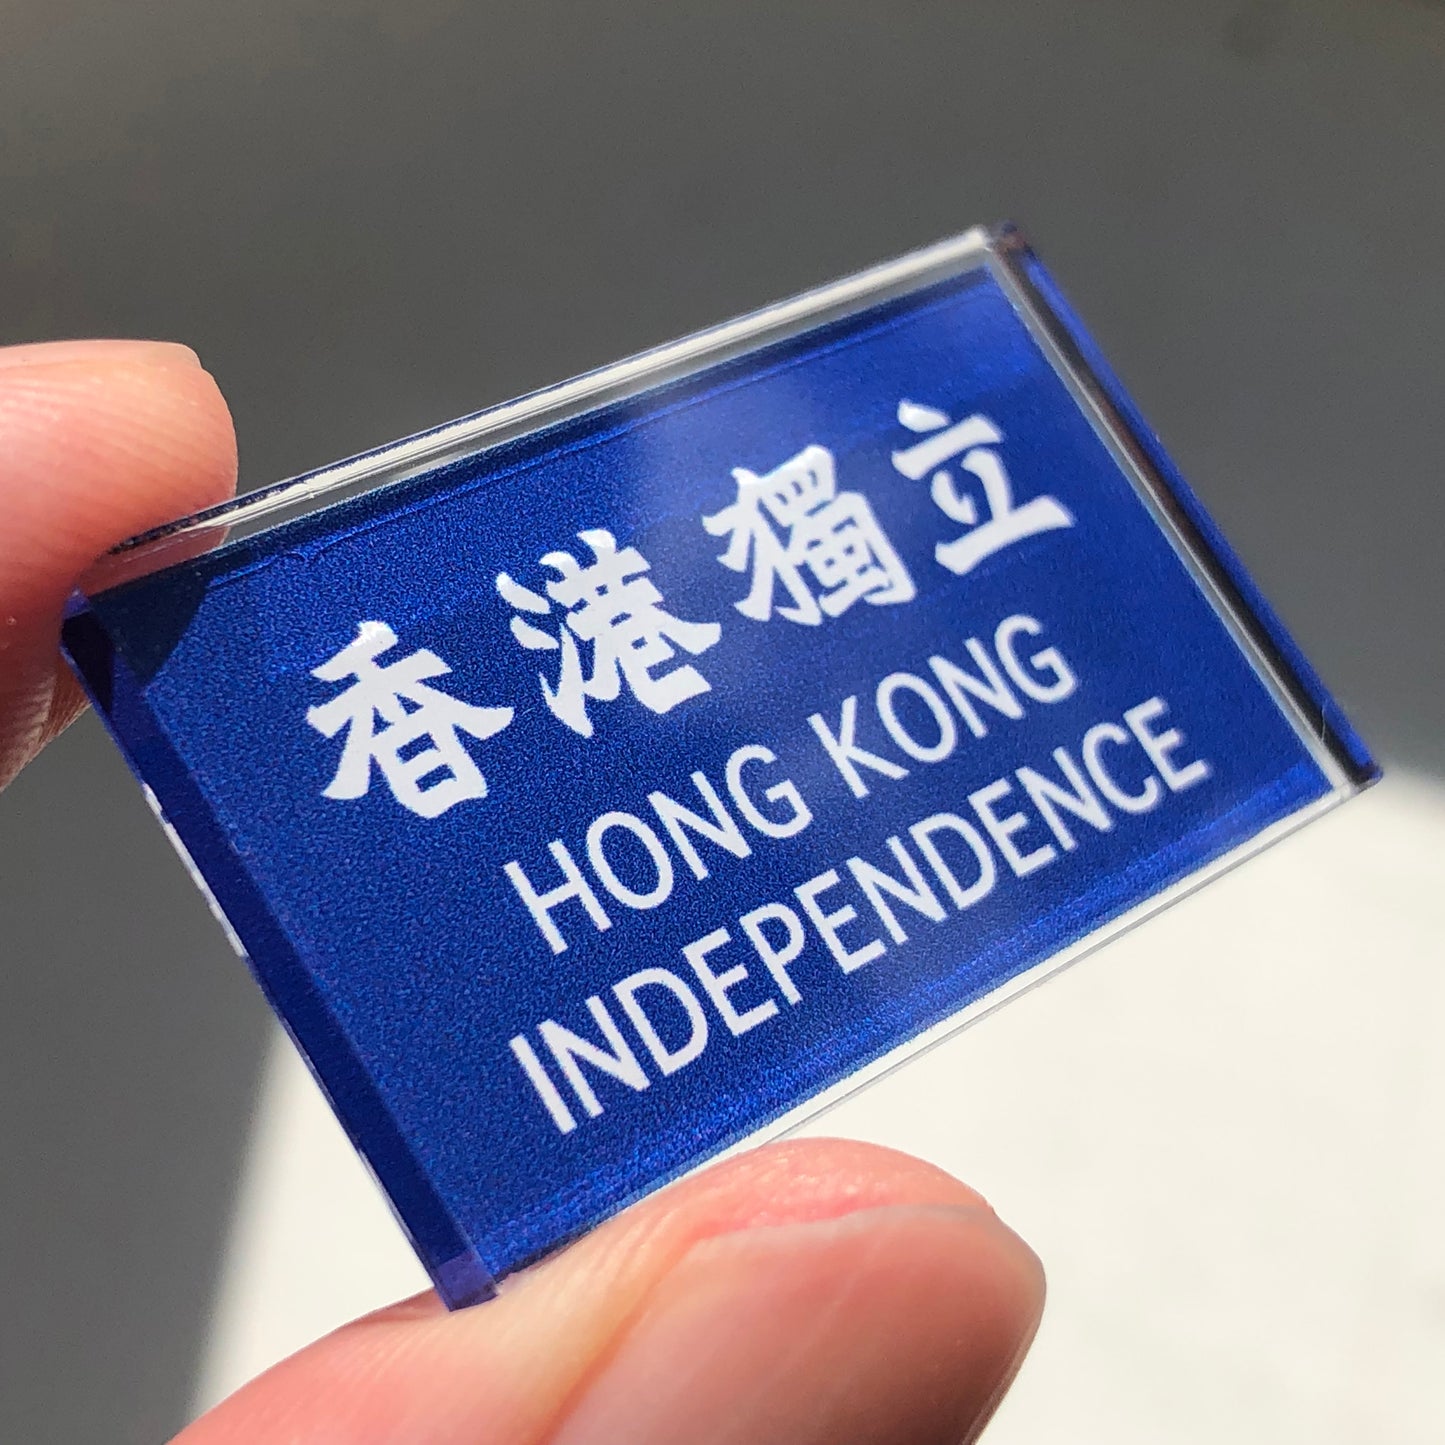 香港獨立
HONG KONG
INDEPENDENCE